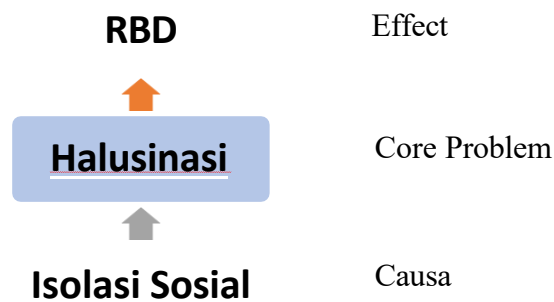 RBD Effect
Halusinasi Core Problem
Isolasi Sosial Causa